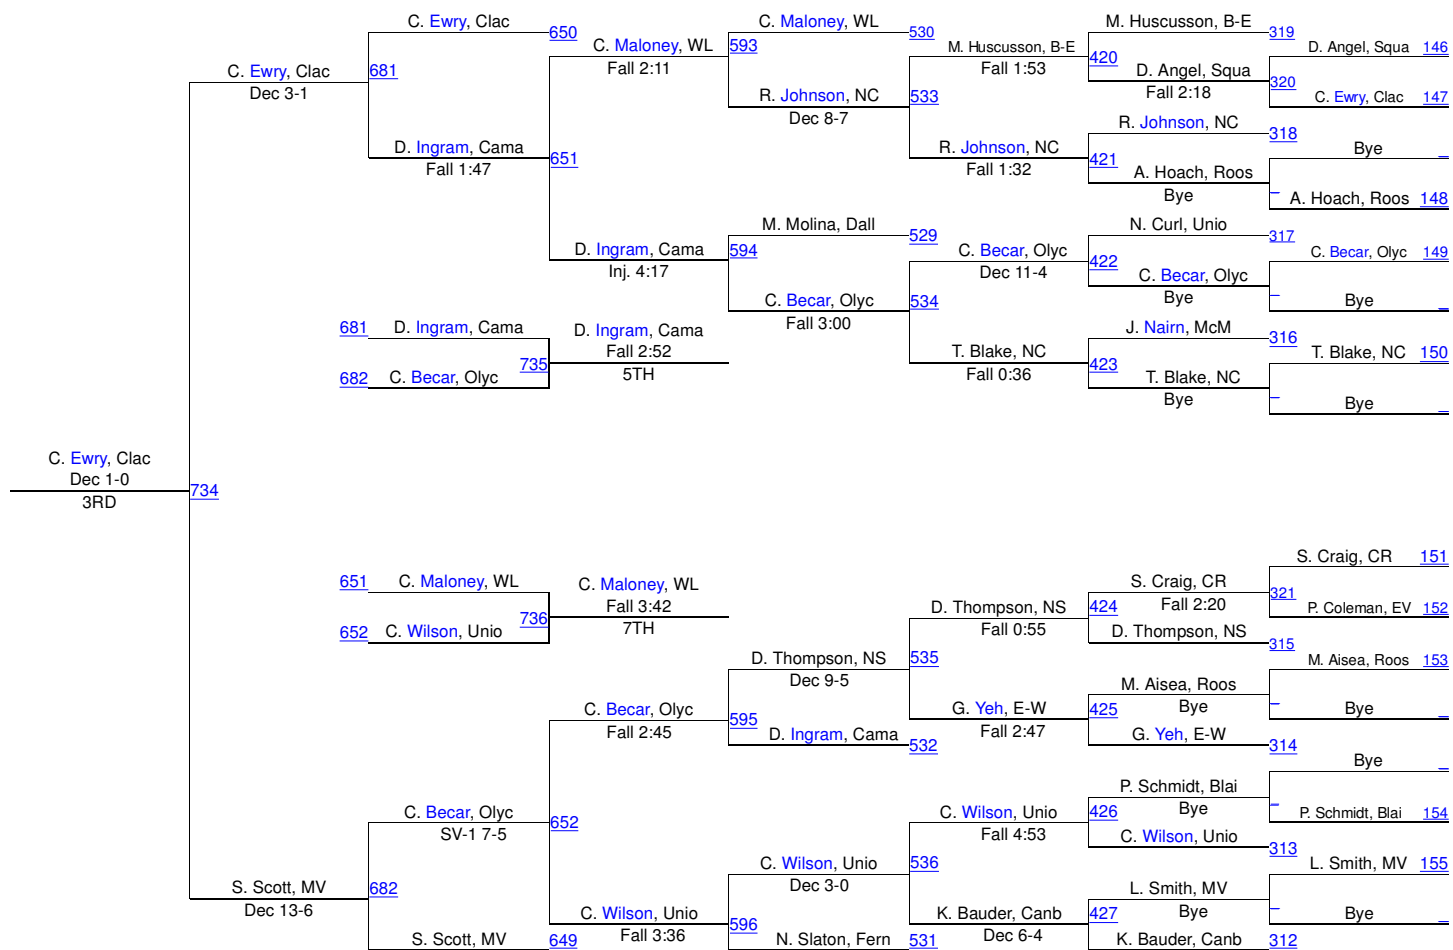 C. Ewry, Clac
650
C. Maloney, WL
530
M. Huscusson, B-E
319
C. Maloney, WL
593
Fall 2:11
M. Huscusson, B-E
Fall 1:53
420
D. Angel, Squa 146
C. Ewry, Clac
Dec 3-1
681
D. Angel, Squa
Fall 2:18
320
C. Ewry, Clac 147
R. Johnson, NC
Dec 8-7
533
R. Johnson, NC
318
D. Ingram, Cama
Fall 1:47
651
R. Johnson, NC
Fall 1:32
421
Bye _
A. Hoach, Roos
Bye
_
A. Hoach, Roos 148
M. Molina, Dall
529
N. Curl, Unio
317
D. Ingram, Cama
Inj. 4:17
594
C. Becar, Olyc
Dec 11-4
422
C. Becar, Olyc 149
C. Becar, Olyc
Bye
_
Bye _
C. Becar, Olyc
Fall 3:00
534
681 D. Ingram, Cama
D. Ingram, Cama
Fall 2:52
5TH
735
682 C. Becar, Olyc
J. Nairn, McM
316
T. Blake, NC
Fall 0:36
423
T. Blake, NC 150
T. Blake, NC
Bye
_
Bye _
C. Ewry, Clac
Dec 1-0
3RD
734
S. Craig, CR 151
651 C. Maloney, WL
C. Maloney, WL
Fall 3:42
7TH
736
652 C. Wilson, Unio
S. Craig, CR
Fall 2:20
321
P. Coleman, EV 152
D. Thompson, NS
Fall 0:55
424
D. Thompson, NS
315
D. Thompson, NS
Dec 9-5
535
M. Aisea, Roos 153
M. Aisea, Roos
Bye
_
Bye _
C. Becar, Olyc
Fall 2:45
595
G. Yeh, E-W
Fall 2:47
425
D. Ingram, Cama
532
G. Yeh, E-W
314
Bye _
P. Schmidt, Blai
Bye
_
P. Schmidt, Blai 154
C. Becar, Olyc
SV-1 7-5
652
C. Wilson, Unio
Fall 4:53
426
C. Wilson, Unio
313
C. Wilson, Unio
Dec 3-0
536
L. Smith, MV 155
S. Scott, MV
Dec 13-6
682
L. Smith, MV
Bye
_
Bye _
C. Wilson, Unio
Fall 3:36
596
K. Bauder, Canb
Dec 6-4
427
S. Scott, MV
649
N. Slaton, Fern
531
K. Bauder, Canb
312